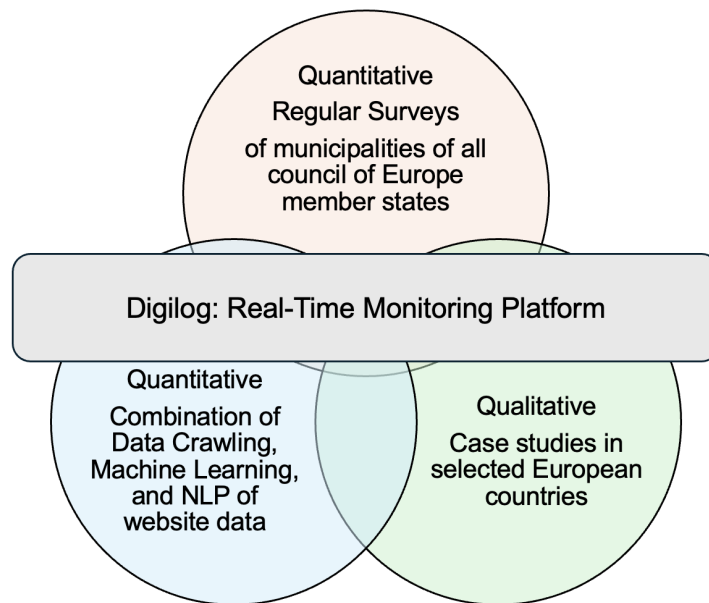 Quantitative
Regular Surveys
of municipalities of all
council of Europe
member states
Digilog: Real-Time Monitoring Platform
Quantitative
Combination of
Data Crawling,
Machine Learning,
and NLP of
website data
Qualitative
Case studies in
selected European
countries